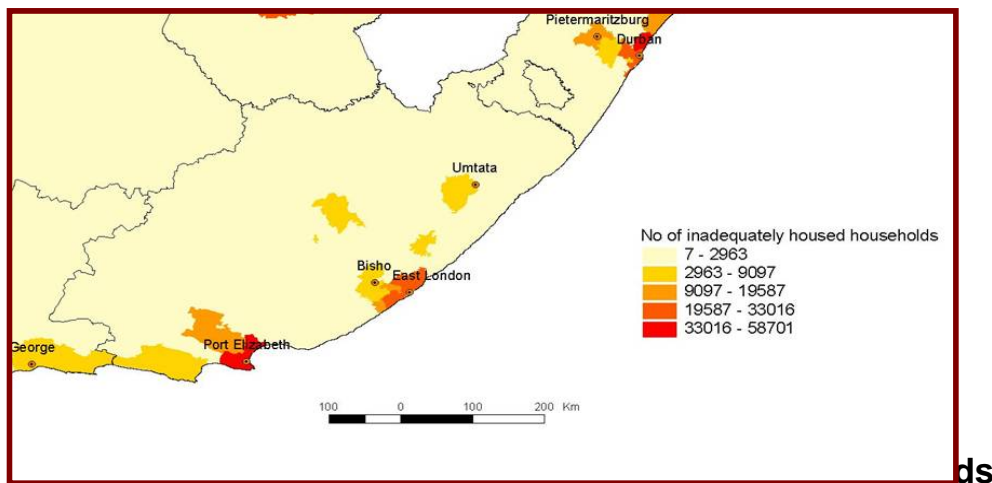 Pietermaritzburg
Durban
Umtata
No of inadequately housed households
7 - 2963
2963 - 9097
9097 - 19587
19587 - 33016
33016 - 58701
Bisho
East London
Port Elizabeth
George
100 0 100 200 Km
ds